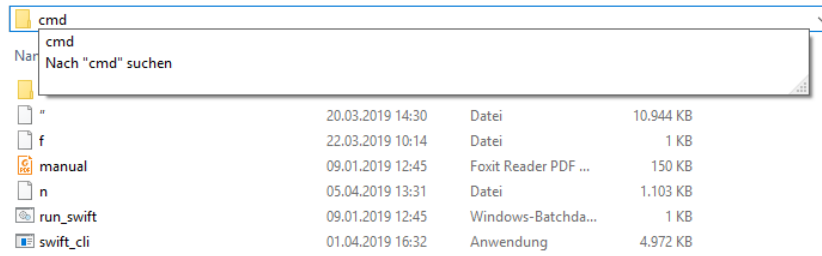 cmd
cmd
Nach "cmd" suchen
Nar
" 20.03.2019 14:30 Datei 10.944 KB
f 22.03.2019 10:14 Datei 1 KB
manual 09.01.2019 12:45 Foxit Reader PDF ... 150 KB
n 05.04.2019 13:31 Datei 1.103 KB
run_swift 09.01.2019 12:45 Windows-Batchda... 1 KB
swift_cli 01.04.2019 16:32 Anwendung 4.972 KB